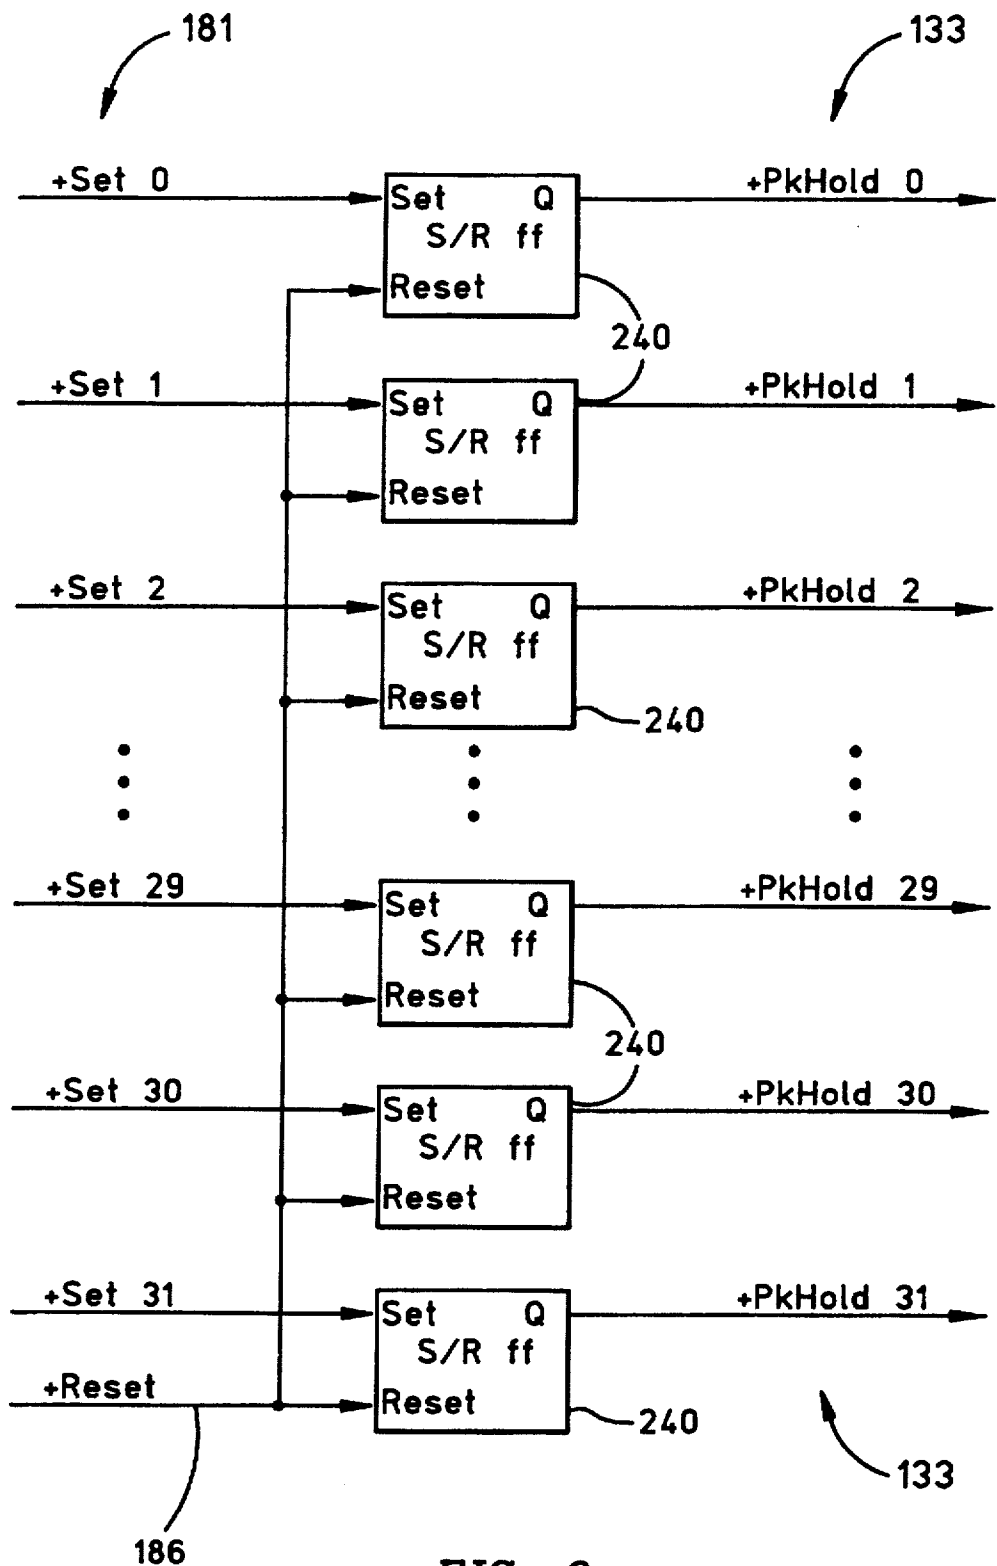 181
133
+Set 0
Set Q
+PkHold 0
S/R ff
Reset
240
+Set 1
Set Q
+PkHold 1
S/R ff
Reset
+Set 2
Set Q
+PkHold 2
S/R ff
Reset
240
+Set 29
Set Q
+PkHold 29
S/R ff
Reset
240
+Set 30
Set Q
+PkHold 30
S/R ff
Reset
+Set 31
Set Q
+PkHold 31
S/R ff
+Reset
Reset
240
133
186